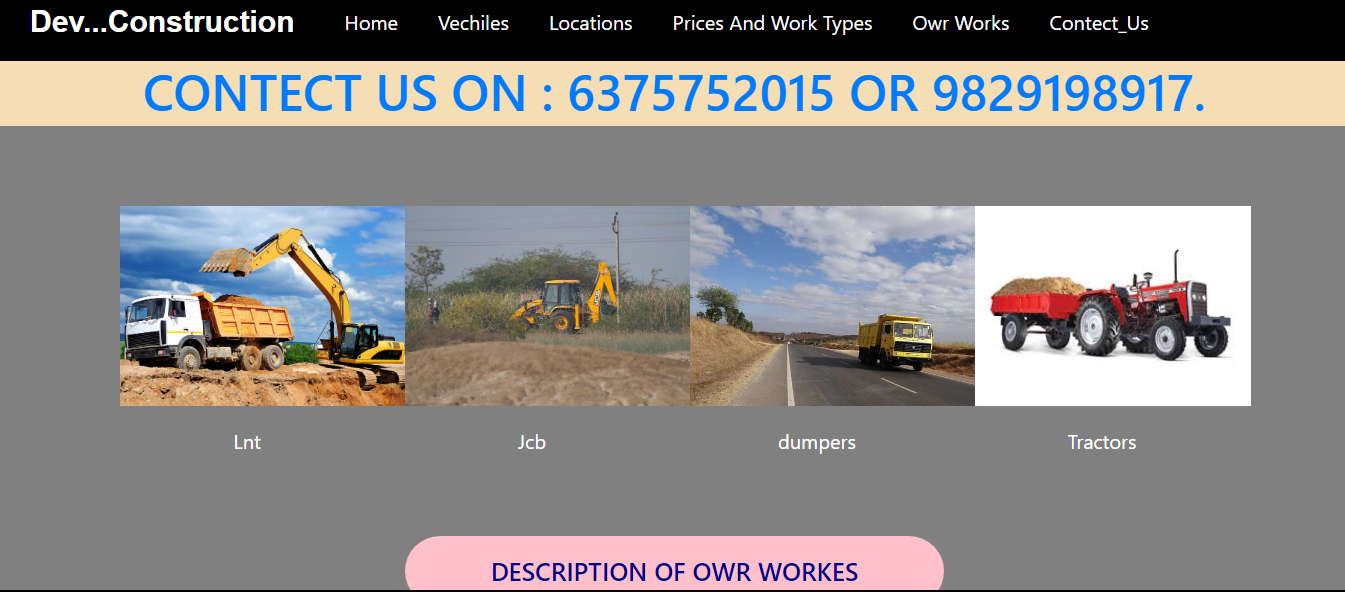 Dev...Construction Home Vechiles Locations Prices And Work Types Owr Works Contect_Us
CONTECT US ON : 6375752015 OR 9829198917.
Lnt Jcb dumpers Tractors
DESCRIPTION OF OWR WORKES